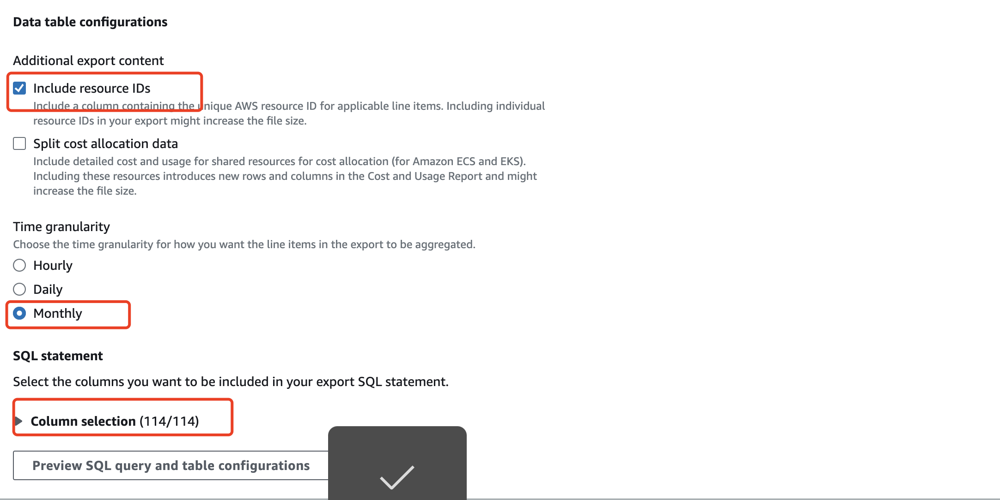 Data table configurations
Additional export content
Include resource IDs
Include a column containing the unique AWS resource ID for applicable line items. Including individual
resource IDs in your export might increase the file size.
Split cost allocation data
Include detailed cost and usage for shared resources for cost allocation (for Amazon ECS and EKS).
Including these resources introduces new rows and columns in the Cost and Usage Report and might
increase the file size.
Time granularity
Choose the time granularity for how you want the line items in the export to be aggregated.
Hourly
Daily
Monthly
SQL statement
Select the columns you want to be included in your export SQL statement.
Column selection (114/114)
Preview SQL query and table configurations